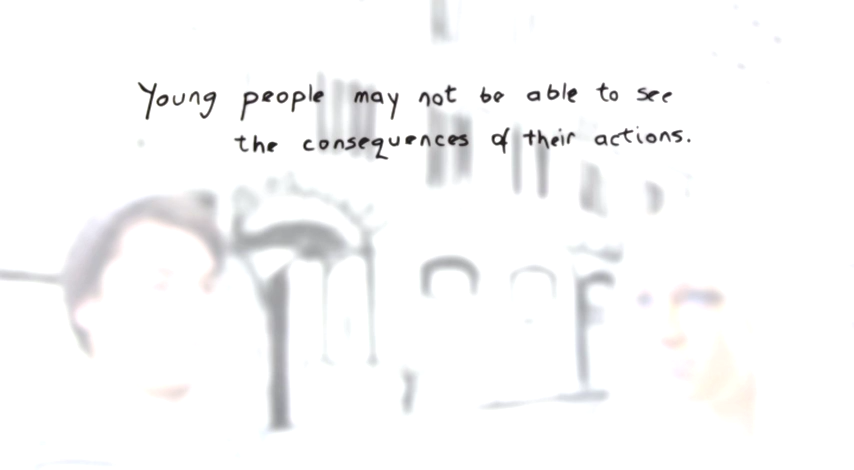 Young people may not be able to see
the consequences of their actions.